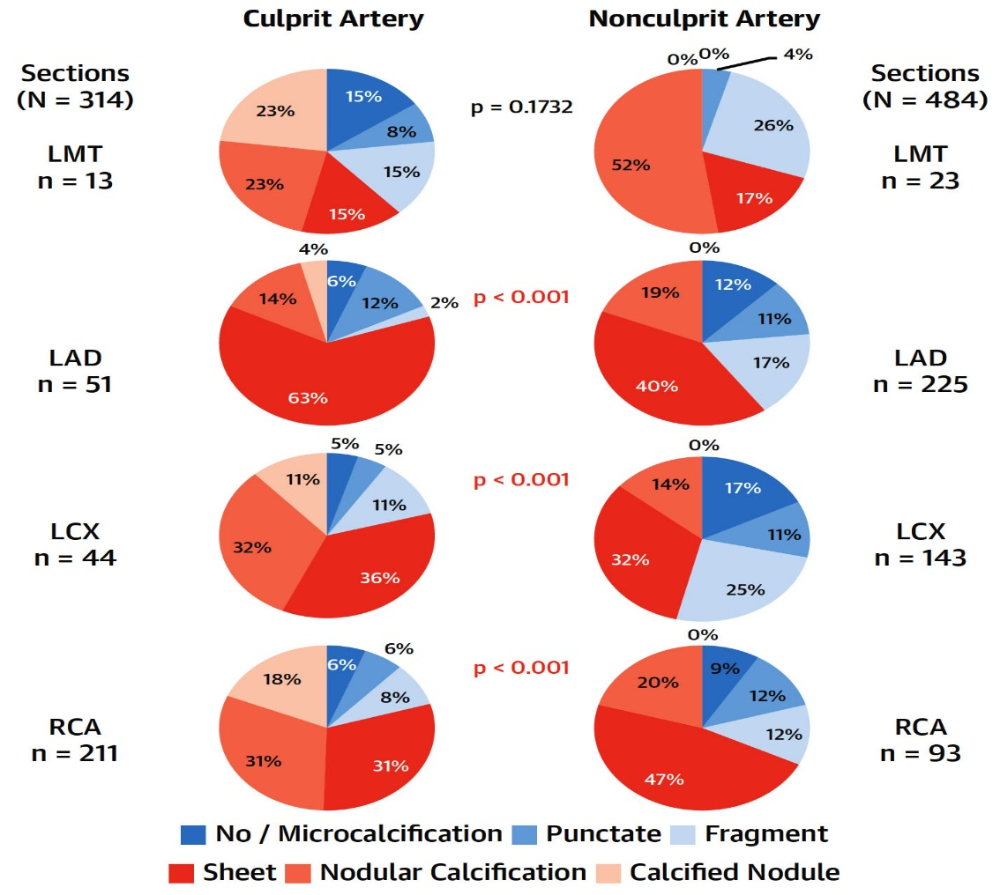 Culprit Artery
Nonculprit Artery
Sections
(N = 314)
LMT
n = 13
15%
8%
15%
15%
23%
23%
p = 0.1732
0%
0%
4%
26%
17%
52%
Sections
(N = 484)
LMT
n = 23
LAD
n = 51
4%
6%
12%
2%
63%
14%
p < 0.001
0%
12%
11%
17%
40%
19%
LAD
n = 225
LCX
n = 44
5%
5%
11%
36%
32%
11%
p < 0.001
0%
17%
11%
25%
32%
14%
LCX
n = 143
RCA
n = 211
6%
6%
8%
31%
31%
18%
p < 0.001
0%
9%
12%
12%
47%
20%
RCA
n = 93
No / Microcalcification
Punctate
Fragment
Sheet
Nodular Calcification
Calcified Nodule